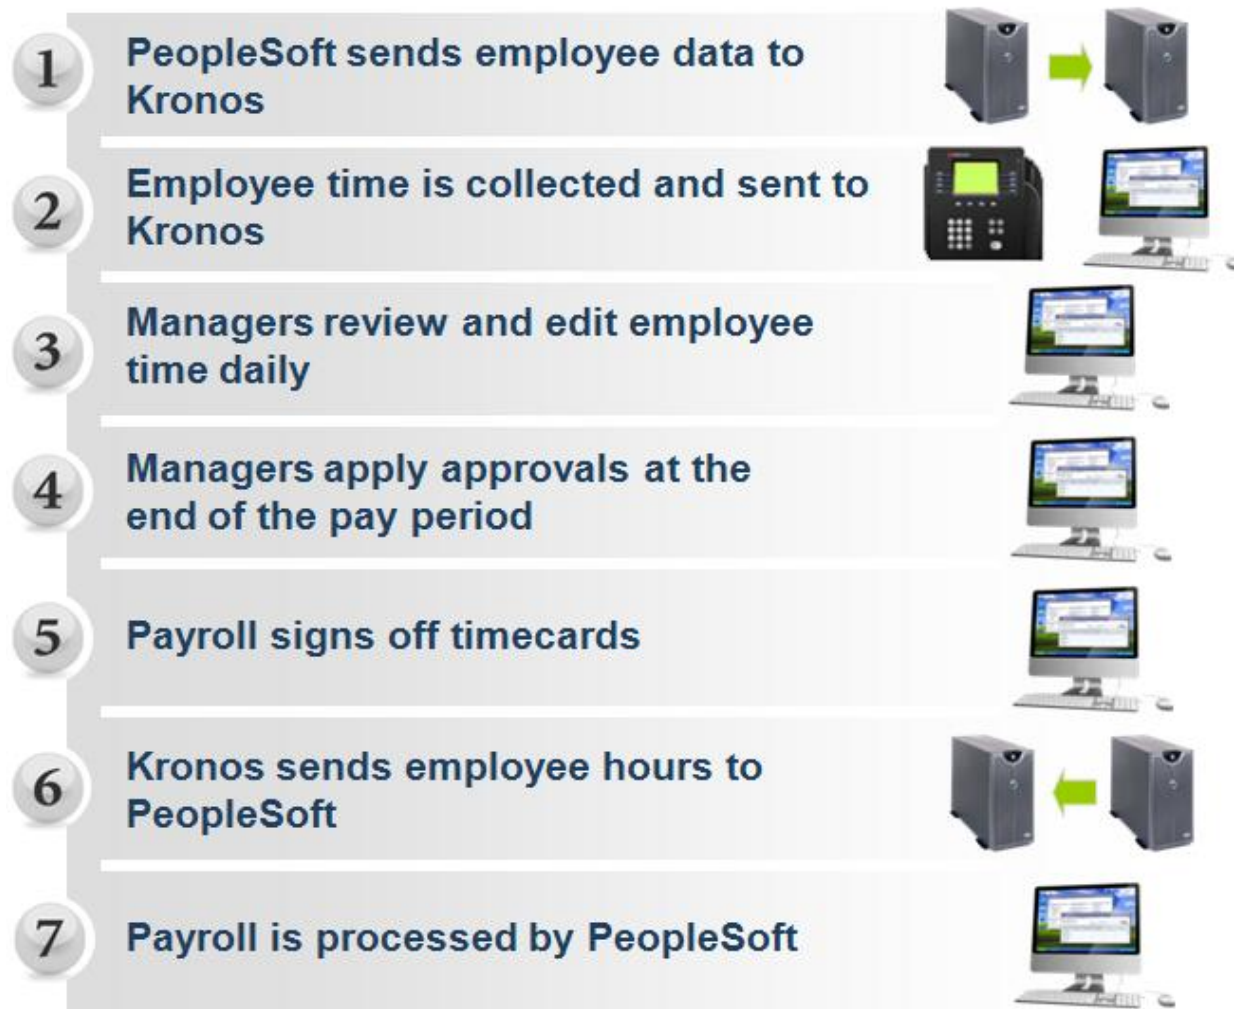 1
PeopleSoft sends employee data to
Kronos
2
Employee time is collected and sent to
Kronos
3
Managers review and edit employee
time daily
4
Managers apply approvals at the
end of the pay period
5
Payroll signs off timecards
6
Kronos sends employee hours to
PeopleSoft
7
Payroll is processed by PeopleSoft